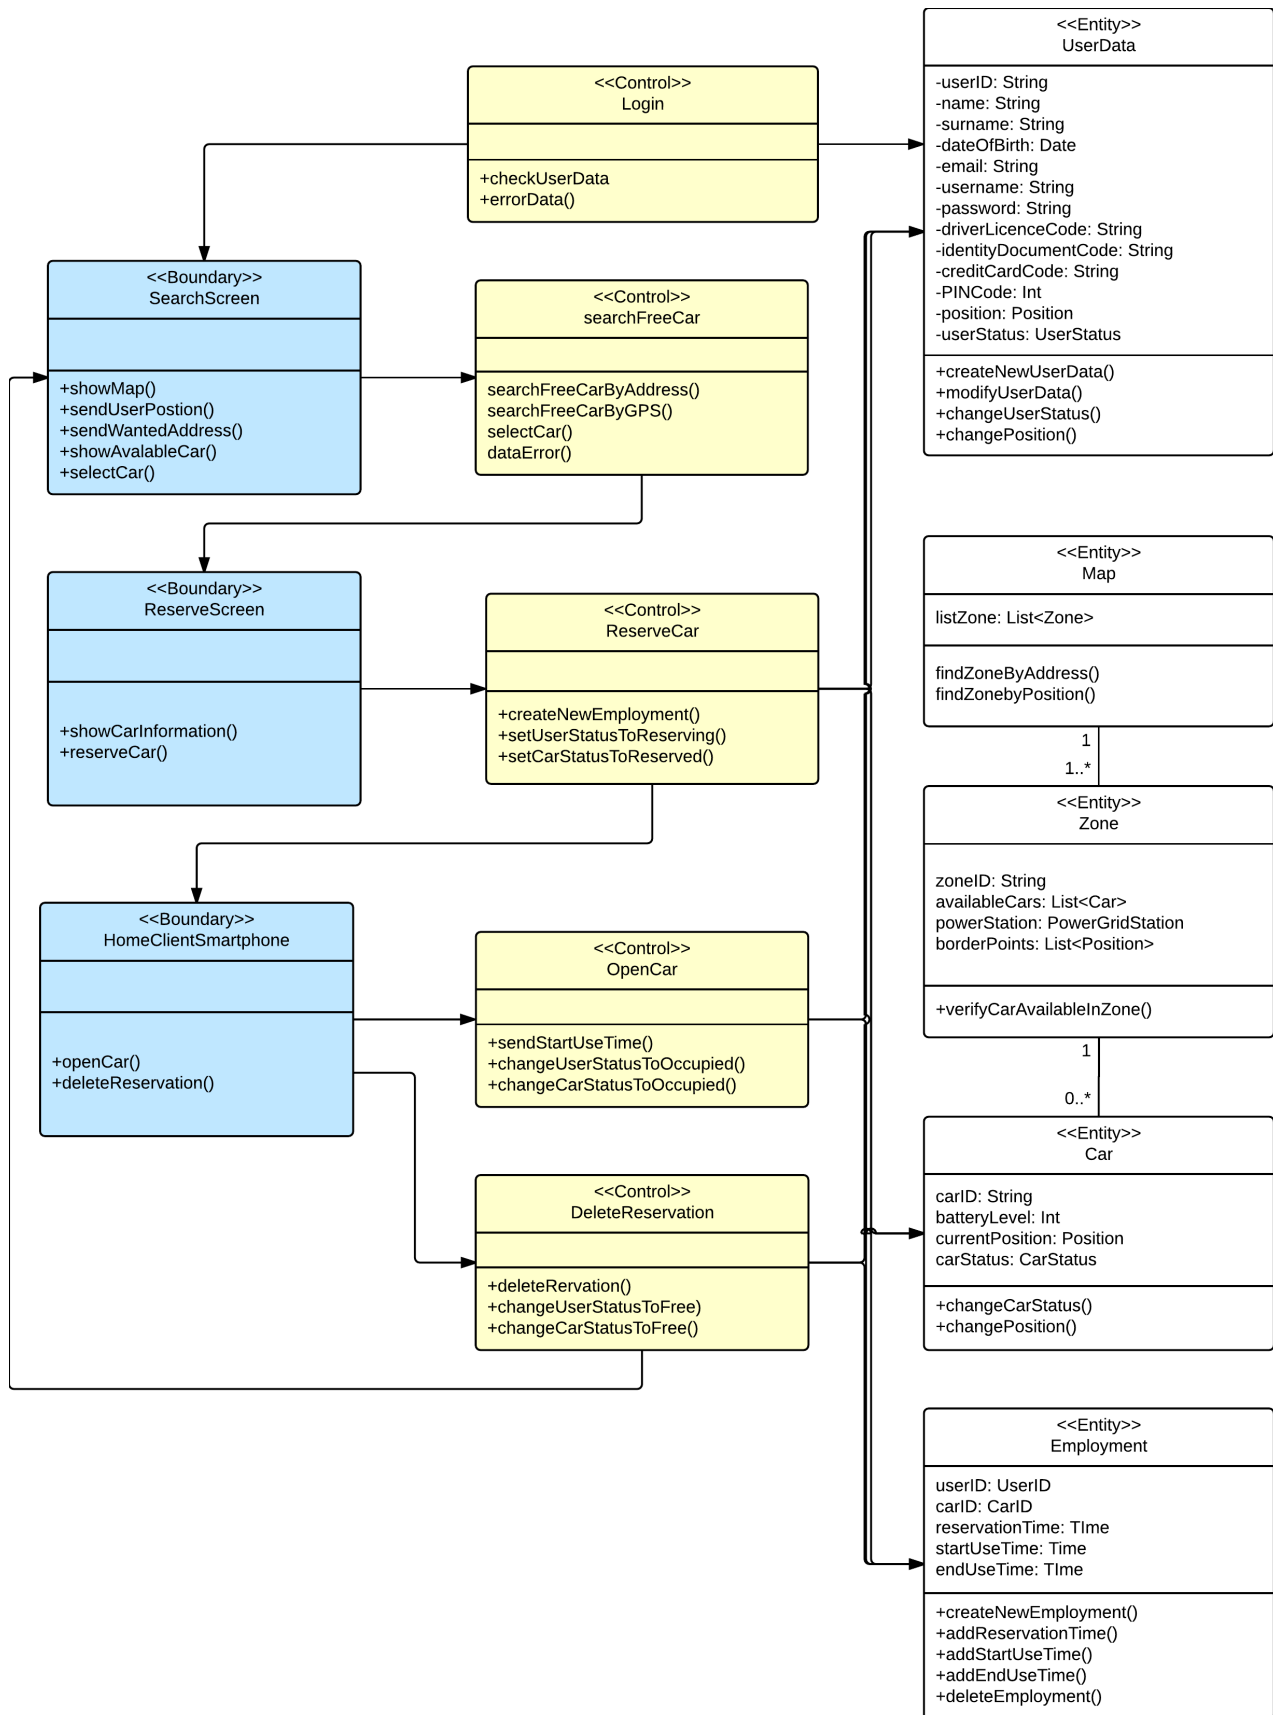 <<Entity>>
UserData
-userID: String
-name: String
-surname: String
-dateOfBirth: Date
-email: String
-username: String
-password: String
-driverLicenceCode: String
-identityDocumentCode: String
-creditCardCode: String
-PINCode: Int
-position: Position
-userStatus: UserStatus
+createNewUserData()
+modifyUserData()
+changeUserStatus()
+changePosition()
<<Control>>
Login
+checkUserData
+errorData()
<<Boundary>>
SearchScreen
+showMap()
+sendUserPostion()
+sendWantedAddress()
+showAvalableCar()
+selectCar()
<<Control>>
searchFreeCar
searchFreeCarByAddress()
searchFreeCarByGPS()
selectCar()
dataError()
<<Boundary>>
ReserveScreen
+showCarInformation()
+reserveCar()
<<Control>>
ReserveCar
+createNewEmployment()
+setUserStatusToReserving()
+setCarStatusToReserved()
<<Entity>>
Map
listZone: List<Zone>
findZoneByAddress()
findZonebyPosition()
1
1..*
<<Entity>>
Zone
zoneID: String
availableCars: List<Car>
powerStation: PowerGridStation
borderPoints: List<Position>
+verifyCarAvailableInZone()
1
0..*
<<Boundary>>
HomeClientSmartphone
+openCar()
+deleteReservation()
<<Control>>
OpenCar
+sendStartUseTime()
+changeUserStatusToOccupied()
+changeCarStatusToOccupied()
<<Control>>
DeleteReservation
+deleteRervation()
+changeUserStatusToFree)
+changeCarStatusToFree()
<<Entity>>
Car
carID: String
batteryLevel: Int
currentPosition: Position
carStatus: CarStatus
+changeCarStatus()
+changePosition()
<<Entity>>
Employment
userID: UserID
carID: CarID
reservationTime: TIme
startUseTime: Time
endUseTime: TIme
+createNewEmployment()
+addReservationTime()
+addStartUseTime()
+addEndUseTime()
+deleteEmployment()